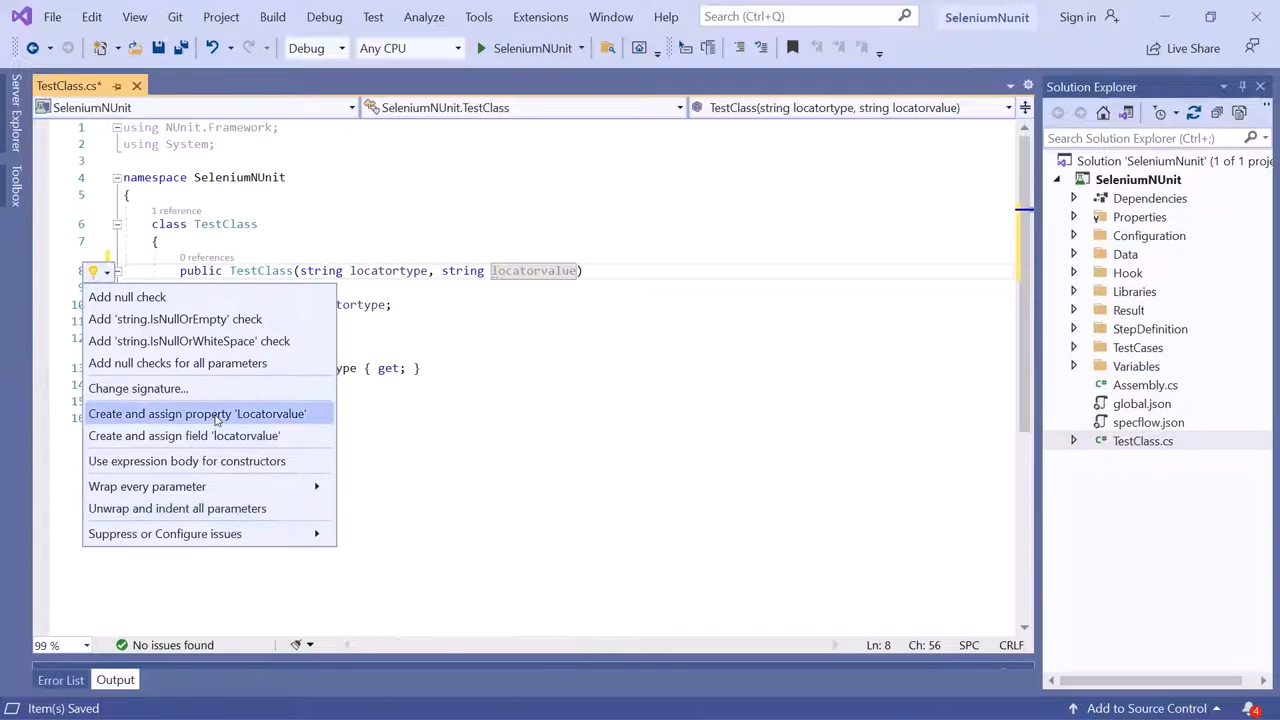 File Edit View Git Project Build Debug Test Analyze Tools Extensions Window Help Search (Ctrl+Q) SeleniumNunit Sign in
Debug Any CPU SeleniumNUnit Live Share
Server Explorer
Toolbox
TestClass.cs*
SeleniumNUnit SeleniumNUnit.TestClass TestClass(string locatortype, string locatorvalue)
1 using NUnit.Framework;
2 using System;
3
4 namespace SeleniumNUnit
5 {
1 reference
6 class TestClass
7 {
0 references
8 public TestClass(string locatortype, string locatorvalue)
10 tortype;
13 ype { get; }
16
Add null check
Add 'string.IsNullOrEmpty' check
Add 'string.IsNullOrWhiteSpace' check
Add null checks for all parameters
Change signature...
Create and assign property 'Locatorvalue'
Create and assign field 'locatorvalue'
Use expression body for constructors
Wrap every parameter
Unwrap and indent all parameters
Suppress or Configure issues
99 % No issues found Ln: 8 Ch: 56 SPC CRLF
Error List Output
Item(s) Saved Add to Source Control 4
Solution Explorer
Search Solution Explorer (Ctrl+;)
Solution 'SeleniumNunit' (1 of 1 proje
SeleniumNUnit
Dependencies
Properties
Configuration
Data
Hook
Libraries
Result
StepDefinition
TestCases
Variables
Assembly.cs
global.json
specflow.json
TestClass.cs